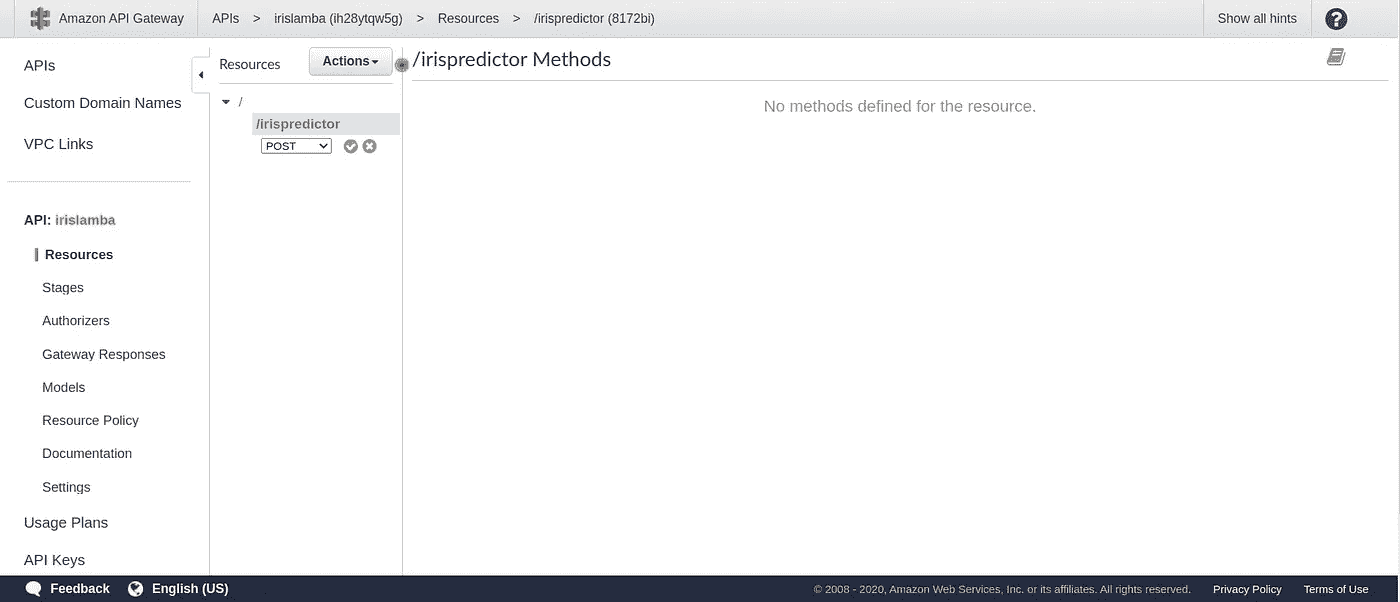 Amazon API Gateway
APIs > irislamba (ih28ytqw5g) > Resources > /irispredictor (8172bi)
Show all hints
?
APIs
Custom Domain Names
VPC Links
API: irislamba
Resources
Stages
Authorizers
Gateway Responses
Models
Resource Policy
Documentation
Settings
Usage Plans
API Keys
Resources
Actions
/
/irispredictor
POST
/irispredictor Methods
No methods defined for the resource.
Feedback
English (US)
© 2008 - 2020, Amazon Web Services, Inc. or its affiliates. All rights reserved.
Privacy Policy
Terms of Use